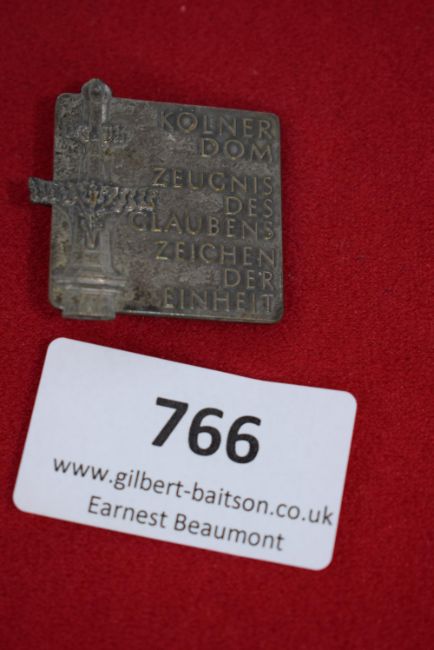 KÖLNER
DOM
ZEUGNIS
DES
GLAUBENS
ZEICHEN
DER
EINHEIT
766
www.gilbert-baitson.co.uk
Earnest Beaumont